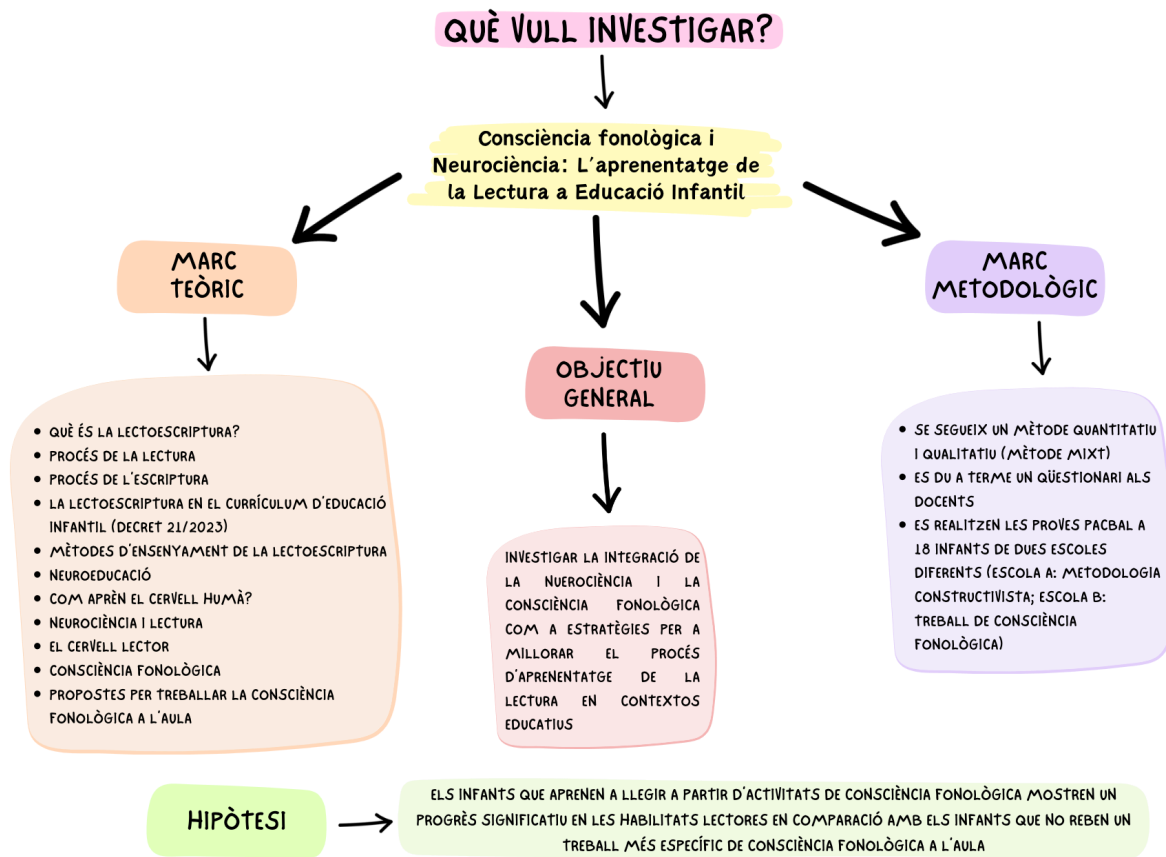 QUÈ VULL INVESTIGAR?
Consciència fonològica i
Neurociència: L'aprenentatge de
la Lectura a Educació Infantil
MARC
TEÒRIC
• QUÈ ÉS LA LECTOESCRIPTURA?
• PROCÉS DE LA LECTURA
• PROCÉS DE L'ESCRIPTURA
• LA LECTOESCRIPTURA EN EL CURRÍCULUM D'EDUCACIÓ
INFANTIL (DECRET 21/2023)
• MÈTODES D'ENSENYAMENT DE LA LECTOESCRIPTURA
• NEUROEDUCACIÓ
• COM APRÈN EL CERVELL HUMÀ?
• NEUROCIÈNCIA I LECTURA
• EL CERVELL LECTOR
• CONSCIÈNCIA FONOLÒGICA
• PROPOSTES PER TREBALLAR LA CONSCIÈNCIA
FONOLÒGICA A L'AULA
OBJECTIU
GENERAL
INVESTIGAR LA INTEGRACIÓ DE
LA NUEROCIÈNCIA I LA
CONSCIÈNCIA FONOLÒGICA
COM A ESTRATÈGIES PER A
MILLORAR EL PROCÉS
D'APRENENTATGE DE LA
LECTURA EN CONTEXTOS
EDUCATIUS
MARC
METODOLÒGIC
• SE SEGUEIX UN MÈTODE QUANTITATIU
I QUALITATIU (MÈTODE MIXT)
• ES DU A TERME UN QÜESTIONARI ALS
DOCENTS
• ES REALITZEN LES PROVES PACBAL A
18 INFANTS DE DUES ESCOLES
DIFERENTS (ESCOLA A: METODOLOGIA
CONSTRUCTIVISTA; ESCOLA B:
TREBALL DE CONSCIÈNCIA
FONOLÒGICA)
HIPÒTESI
ELS INFANTS QUE APRENEN A LLEGIR A PARTIR D'ACTIVITATS DE CONSCIÈNCIA FONOLÒGICA MOSTREN UN
PROGRÈS SIGNIFICATIU EN LES HABILITATS LECTORES EN COMPARACIÓ AMB ELS INFANTS QUE NO REBEN UN
TREBALL MÉS ESPECÍFIC DE CONSCIÈNCIA FONOLÒGICA A L'AULA